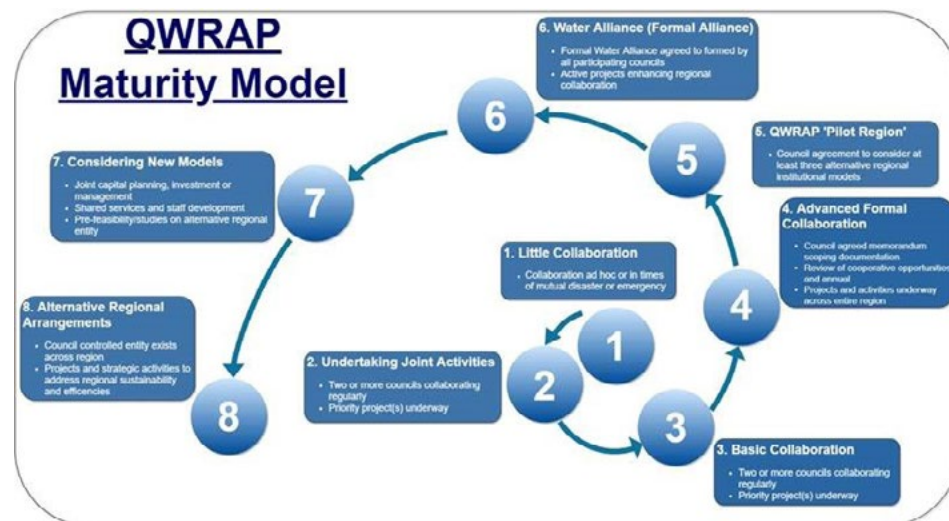 QWRAP
Maturity Model
6. Water Alliance (Formal Alliance)
• Formal Water Alliance agreed to formed by
all participating councils
• Active projects enhancing regional
collaboration
6
5. QWRAP 'Pilot Region'
• Council agreement to consider at
least three alternative regional
institutional models
5
7. Considering New Models
• Joint capital planning, investment or
management
• Shared services and staff development
• Pre-feasibility/studies on alternative regional
entity
7
4. Advanced Formal
Collaboration
• Council agreed memorandum
scoping documentation
• Review of cooperative opportunities
and annual
• Projects and activities underway
across entire region
4
1. Little Collaboration
• Collaboration ad hoc or in times
of mutual disaster or emergency
1
8. Alternative Regional
Arrangements
• Council controlled entity exists
across region
• Projects and strategic activities to
address regional sustainability
and efficencies
8
2. Undertaking Joint Activities
• Two or more councils collaborating
regularly
• Priority project(s) underway
2
3
3. Basic Collaboration
• Two or more councils collaborating
regularly
• Priority project(s) underway